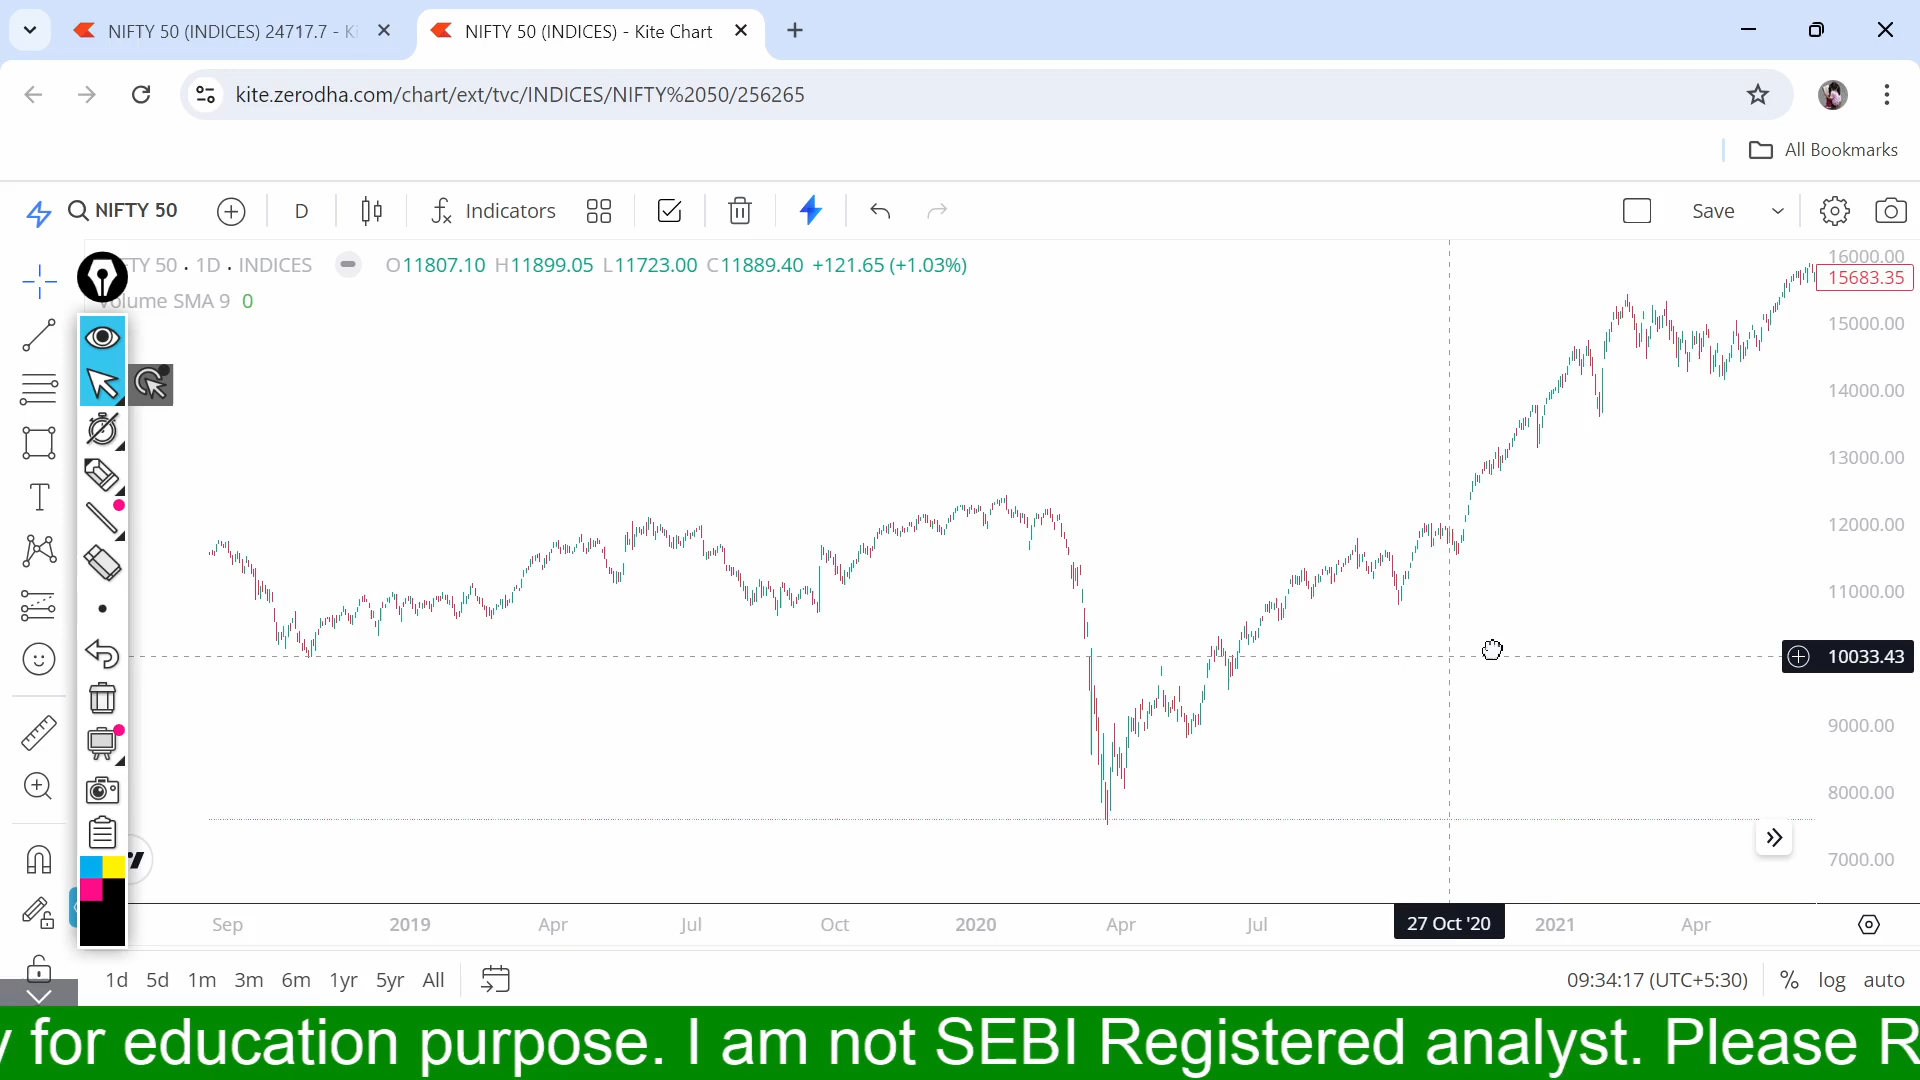 NIFTY 50 (INDICES) 24717.7 - Ki
NIFTY 50 (INDICES) - Kite Chart
kite.zerodha.com/chart/ext/tvc/INDICES/NIFTY%2050/256265
All Bookmarks
NIFTY 50
D
Indicators
Save
TY 50 . 1D . INDICES
O11807.10 H11899.05 L11723.00 C11889.40 +121.65 (+1.03%)
Volume SMA 9 0
16000.00
15683.35
15000.00
14000.00
13000.00
12000.00
11000.00
10033.43
9000.00
8000.00
7000.00
Sep 2019 Apr Jul Oct 2020 Apr Jul 27 Oct '20 2021 Apr
1d 5d 1m 3m 6m 1yr 5yr All
09:34:17 (UTC+5:30) % log auto
y for education purpose. I am not SEBI Registered analyst. Please R